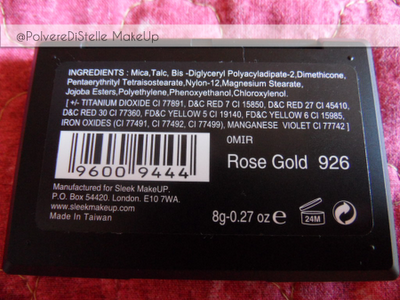 @PolvereDiStelle MakeUp
INGREDIENTS : Mica,Talc, Bis -Diglyceryl Polyacyladipate-2,Dimethicone,
Pentaerythrityl Tetraisostearate,Nylon-12,Magnesium Stearate,
Jojoba Esters,Polyethylene,Phenoxyethanol,Chloroxylenol.
[ +/- TITANIUM DIOXIDE CI 77891, D&C RED 7 CI 15850, D&C RED 27 CI 45410,
D&C RED 30 CI 77360, FD&C YELLOW 5 CI 19140, FD&C YELLOW 6 CI 15985,
IRON OXIDES (CI 77491, CI 77492, CI 77499), MANGANESE VIOLET CI 77742 ]
0MIR
9600 9444
Rose Gold 926
Manufactured for Sleek MakeUP.
P.O. Box 54420. London. E10 7WA.
www.sleekmakeup.com
Made In Taiwan
8g-0.27 oz e
24M